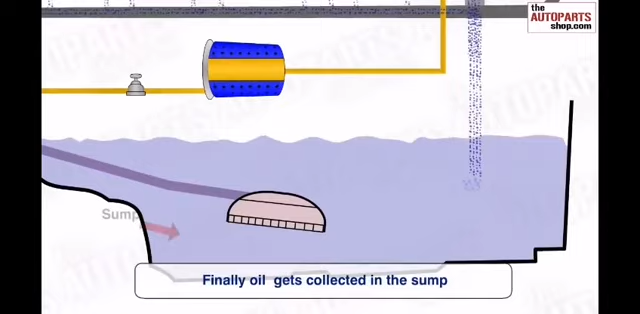 the
AUTOPARTS
shop.com
Sump
Finally oil gets collected in the sump